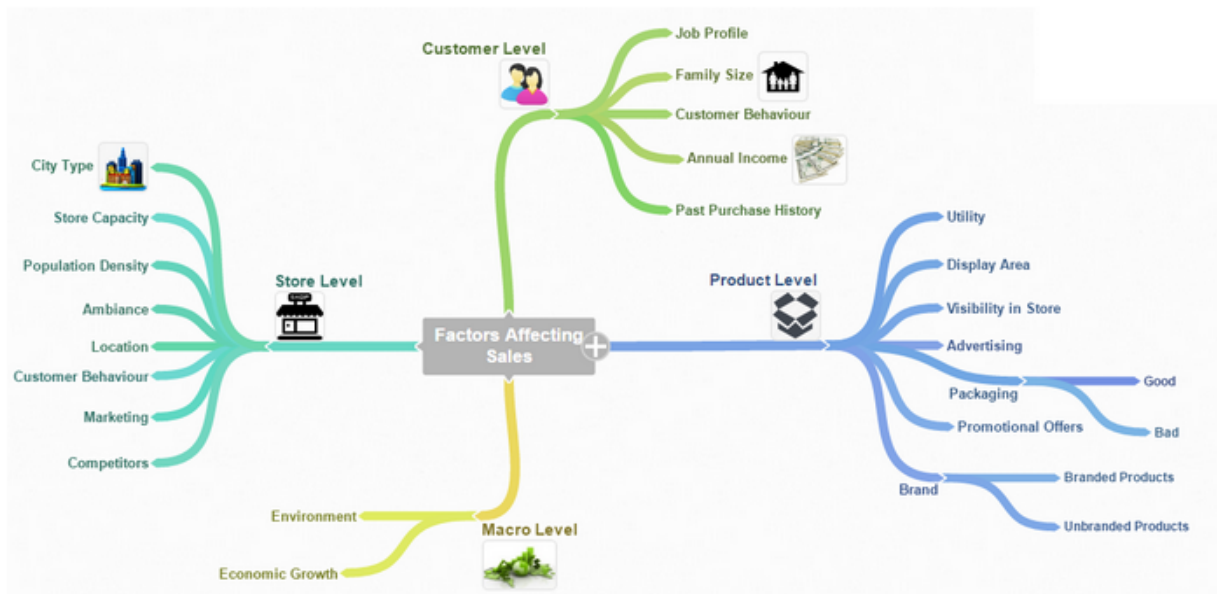 Customer Level
Job Profile
Family Size
Customer Behaviour
Annual Income
Past Purchase History
City Type
Store Capacity
Population Density
Ambiance
Location
Customer Behaviour
Marketing
Competitors
Store Level
SHOP
Factors Affecting
Sales
Product Level
Utility
Display Area
Visibility in Store
Advertising
Packaging
Good
Bad
Promotional Offers
Brand
Branded Products
Unbranded Products
Environment
Economic Growth
Macro Level